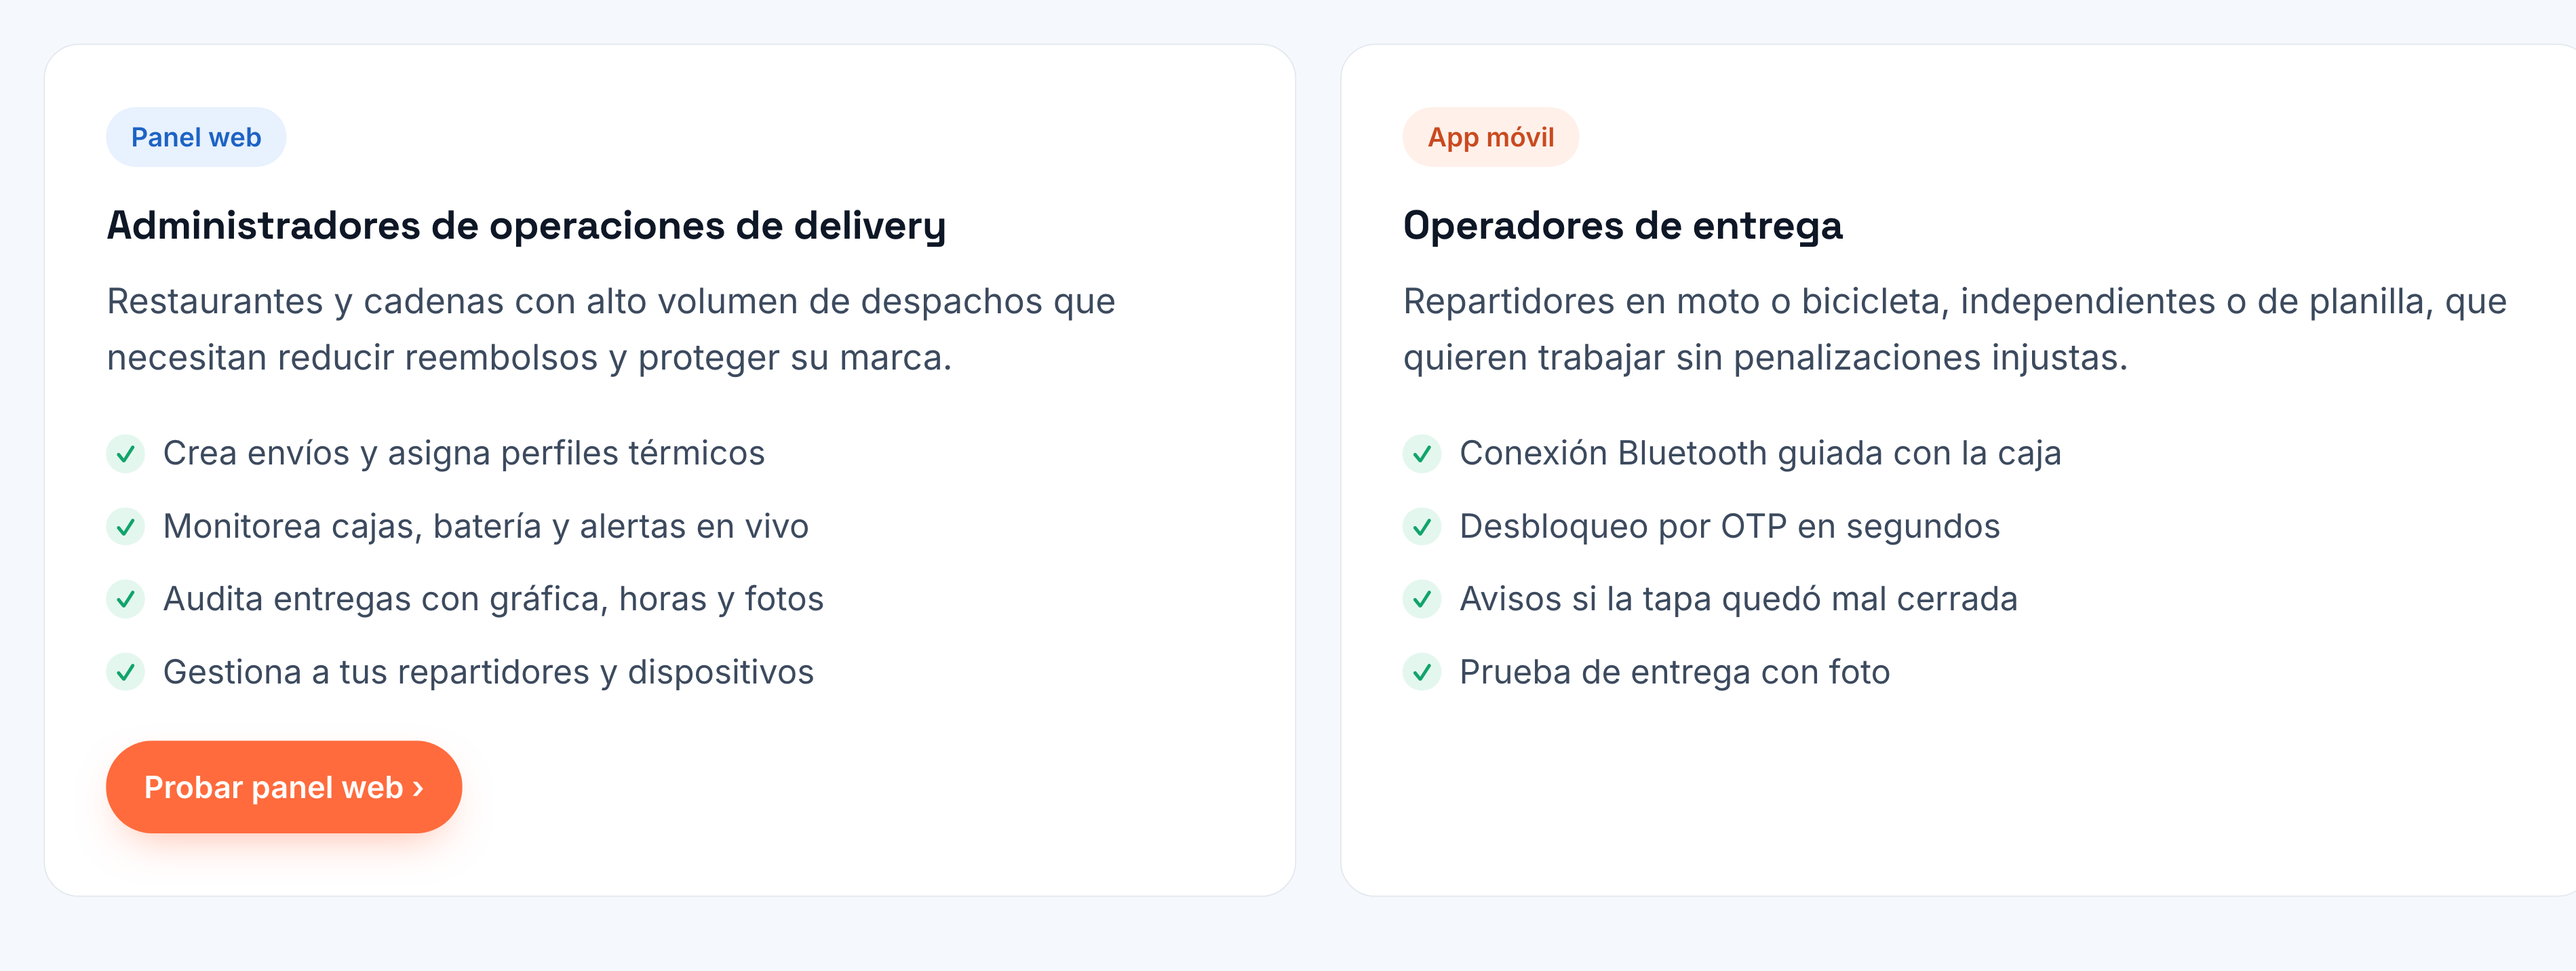 Panel web
Administradores de operaciones de delivery
Restaurantes y cadenas con alto volumen de despachos que
necesitan reducir reembolsos y proteger su marca.
Crea envíos y asigna perfiles térmicos
Monitorea cajas, batería y alertas en vivo
Audita entregas con gráfica, horas y fotos
Gestiona a tus repartidores y dispositivos
Probar panel web ›
App móvil
Operadores de entrega
Repartidores en moto o bicicleta, independientes o de planilla, que
quieren trabajar sin penalizaciones injustas.
Conexión Bluetooth guiada con la caja
Desbloqueo por OTP en segundos
Avisos si la tapa quedó mal cerrada
Prueba de entrega con foto